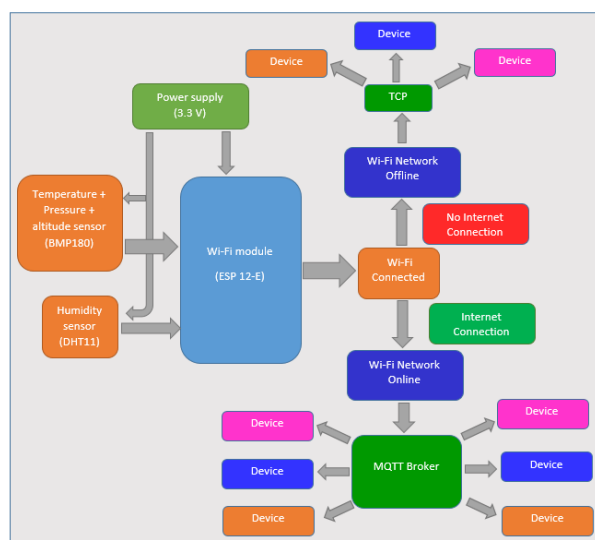 Device
Device
Device
TCP
Power supply
(3.3 V)
Wi-Fi Network
Offline
Temperature +
Pressure +
altitude sensor
(BMP180)
No Internet
Connection
Wi-Fi module
(ESP 12-E)
Wi-Fi
Connected
Humidity
sensor
(DHT11)
Internet
Connection
Wi-Fi Network
Online
Device
Device
MQTT Broker
Device
Device
Device
Device